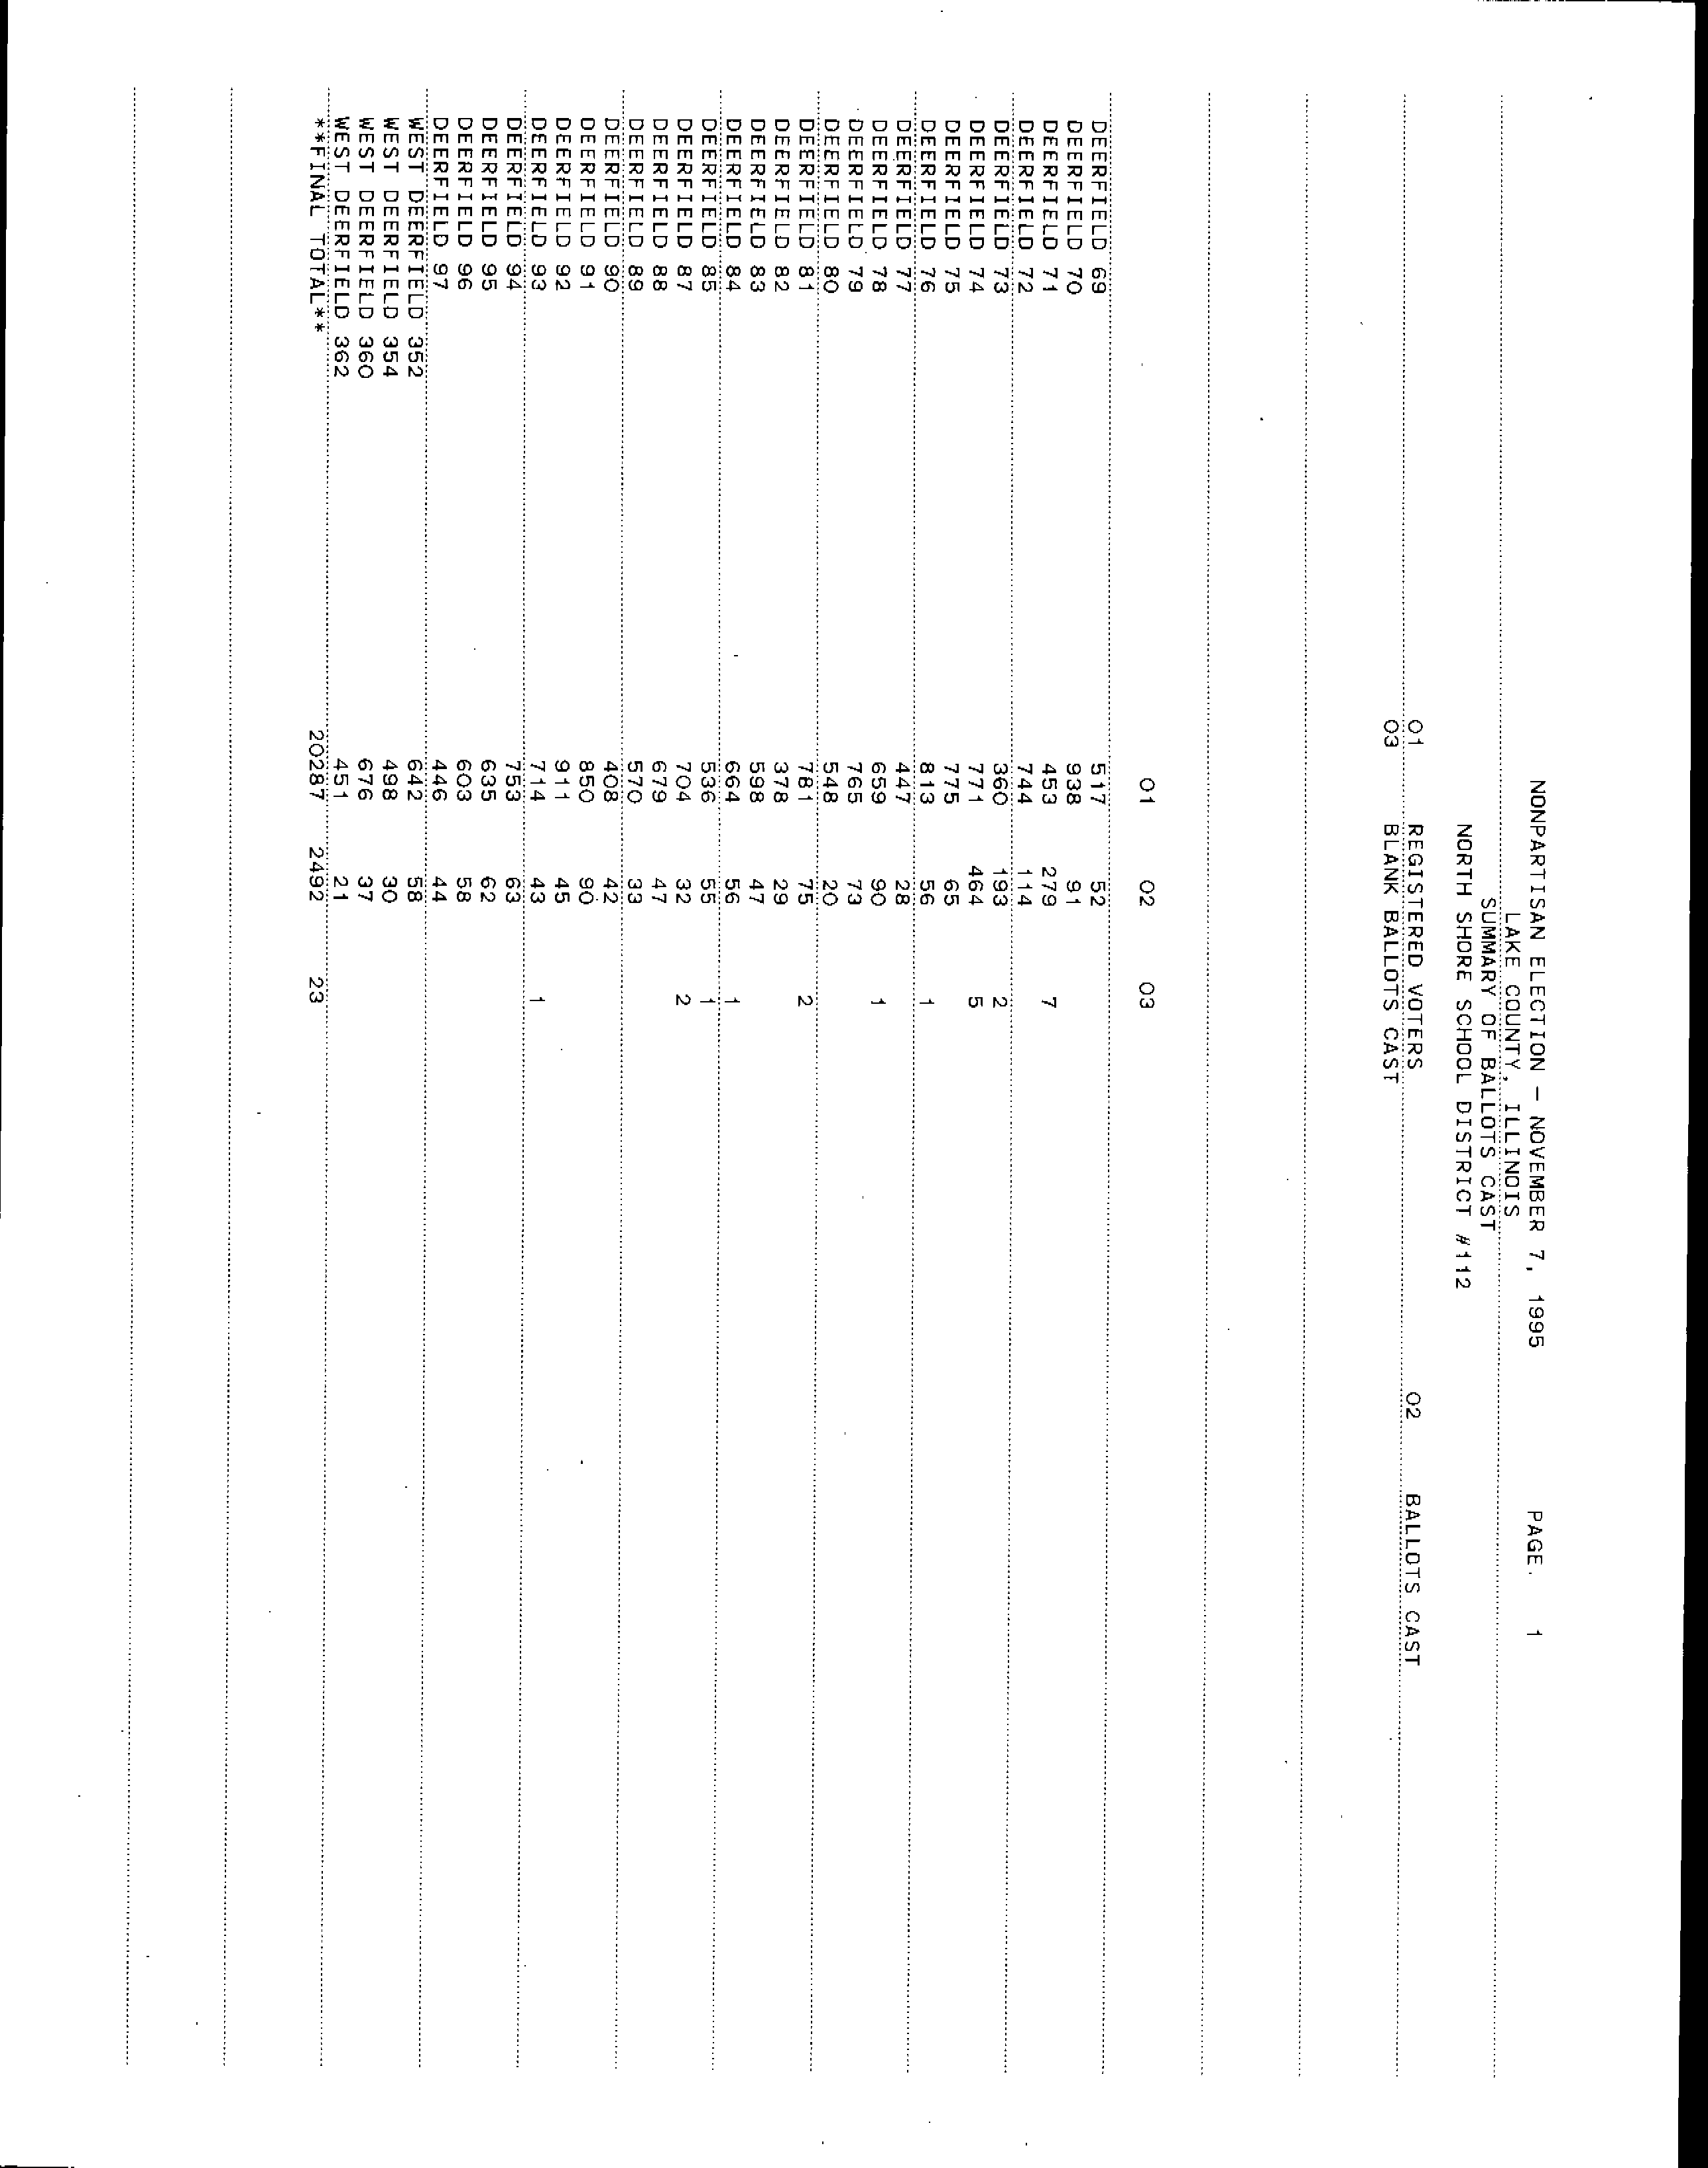 NONPARTISAN ELECTION - NOVEMBER 7, 1995 PAGE 1
LAKE COUNTY, ILLINOIS
SUMMARY OF BALLOTS CAST
NORTH SHORE SCHOOL DISTRICT #112
01 REGISTERED VOTERS 02 BALLOTS CAST
03 BLANK BALLOTS CAST
01 02 03
DEERFIELD 69 517 52
DEERFIELD 70 938 91
DEERFIELD 71 453 279 7
DEERFIELD 72 744 114
DEERFIELD 73 360 193 2
DEERFIELD 74 771 464 5
DEERFIELD 75 775 65
DEERFIELD 76 813 56 1
DEERFIELD 77 447 28
DEERFIELD 78 659 90 1
DEERFIELD 79 765 73
DEERFIELD 80 548 20
DEERFIELD 81 781 75 2
DEERFIELD 82 378 29
DEERFIELD 83 598 47
DEERFIELD 84 664 56 1
DEERFIELD 85 536 55 1
DEERFIELD 87 704 32 2
DEERFIELD 88 679 47
DEERFIELD 89 570 33
DEERFIELD 90 408 42
DEERFIELD 91 850 90
DEERFIELD 92 911 45
DEERFIELD 93 714 43 1
DEERFIELD 94 753 63
DEERFIELD 95 635 62
DEERFIELD 96 603 58
DEERFIELD 97 446 44
WEST DEERFIELD 352 642 58
WEST DEERFIELD 354 498 30
WEST DEERFIELD 360 676 37
WEST DEERFIELD 362 451 21
**FINAL TOTAL** 20287 2492 23